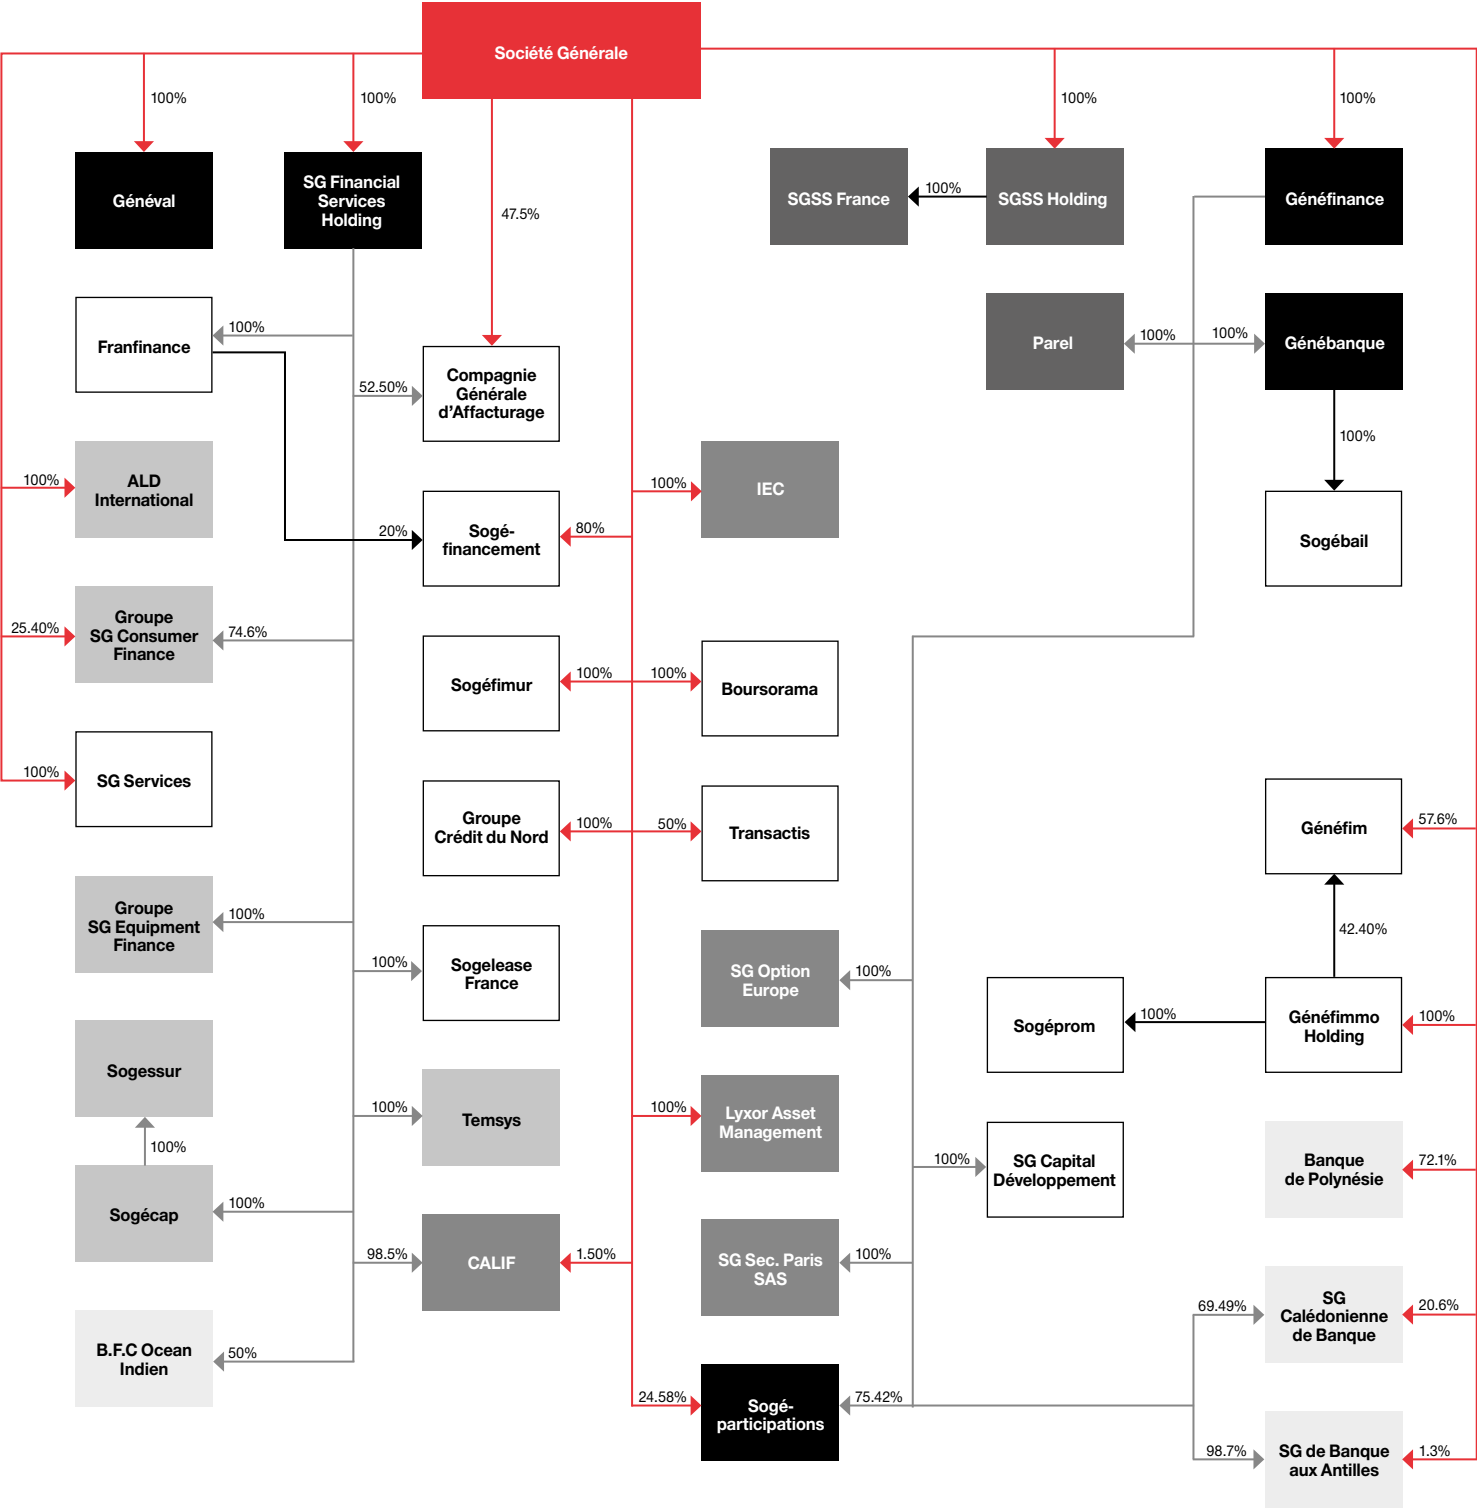 Société Générale
100%
100%
100%
100%
Généval
SG Financial
Services
Holding
47.5%
SGSS France
100%
SGSS Holding
Généfinance
Franfinance
100%
52.50%
Compagnie
Générale
d'Affacturage
Parel
100%
100%
Génébanque
100%
100%
ALD
International
20%
Sogé-
financement
80%
100%
IEC
Sogébail
25.40%
Groupe
SG Consumer
Finance
74.6%
Sogéfimur
100%
100%
Boursorama
100%
SG Services
Groupe
Crédit du Nord
100%
50%
Transactis
Généfim
57.6%
42.40%
Groupe
SG Equipment
Finance
100%
100%
Sogelease
France
SG Option
Europe
100%
Sogéprom
100%
Généfimmo
Holding
100%
Sogessur
100%
100%
Temsys
100%
Lyxor Asset
Management
100%
SG Capital
Développement
Banque
de Polynésie
72.1%
Sogécap
100%
98.5%
CALIF
1.50%
SG Sec. Paris
SAS
100%
69.49%
SG
Calédonienne
de Banque
20.6%
B.F.C Ocean
Indien
50%
24.58%
Sogé-
participations
75.42%
98.7%
SG de Banque
aux Antilles
1.3%